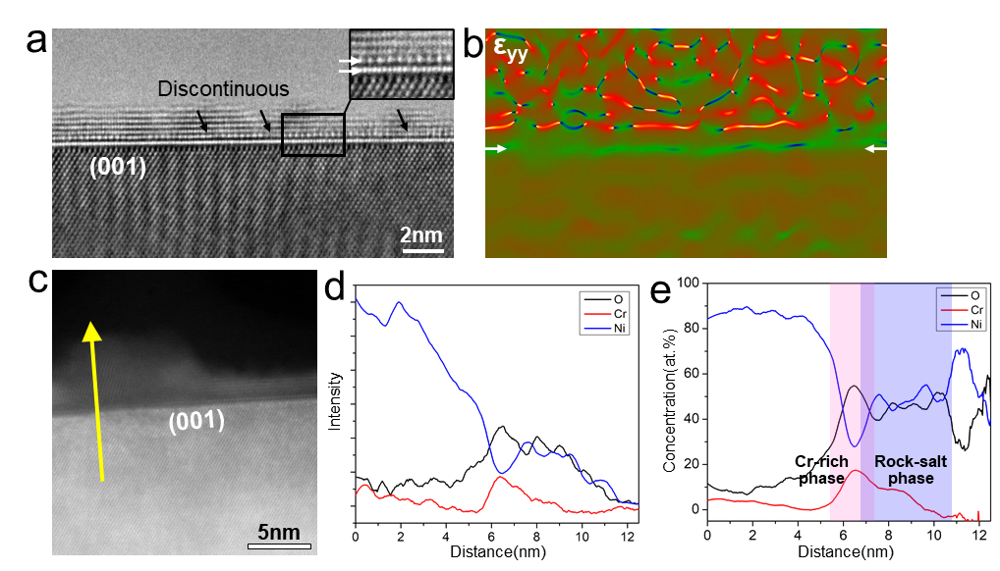 a
Discontinuous
(001)
2nm
b
εyy
c
(001)
5nm
d
Intensity
O
Cr
Ni
0
2
4
6
8
10
12
Distance(nm)
e
Concentration(at.%)
100
80
60
40
20
0
O
Cr
Ni
Cr-rich
phase
Rock-salt
phase
0
2
4
6
8
10
12
Distance(nm)